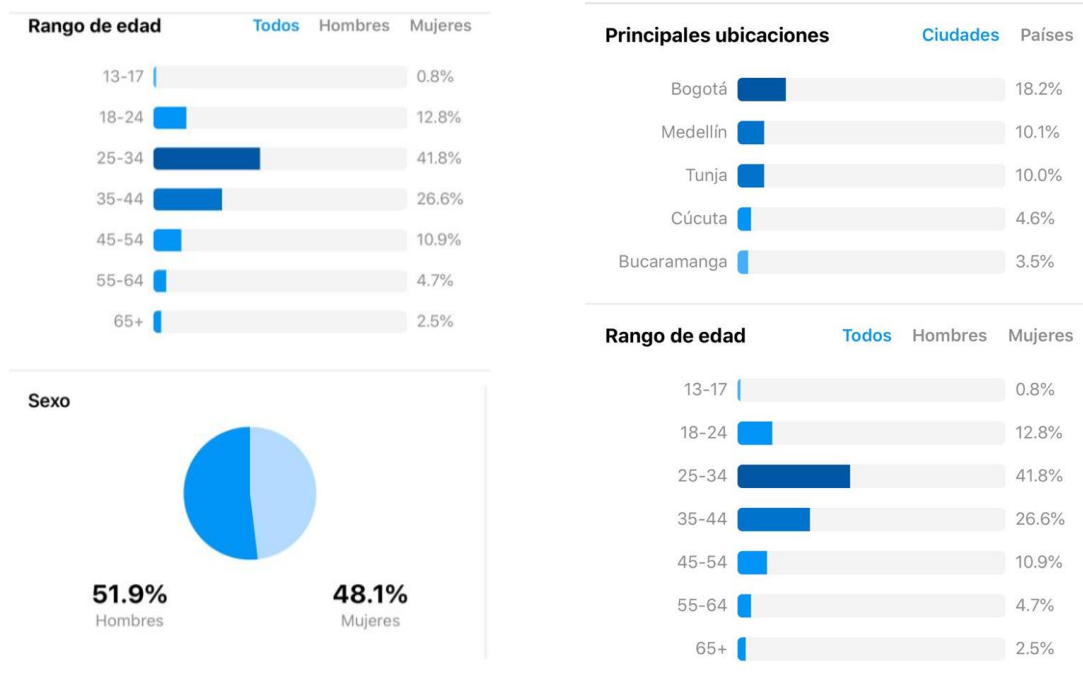 Rango de edad Todos Hombres Mujeres
13-17 0.8%
18-24 12.8%
25-34 41.8%
35-44 26.6%
45-54 10.9%
55-64 4.7%
65+ 2.5%
Sexo
51.9% 48.1%
Hombres Mujeres
Principales ubicaciones Ciudades Países
Bogotá 18.2%
Medellín 10.1%
Tunja 10.0%
Cúcuta 4.6%
Bucaramanga 3.5%
Rango de edad Todos Hombres Mujeres
13-17 0.8%
18-24 12.8%
25-34 41.8%
35-44 26.6%
45-54 10.9%
55-64 4.7%
65+ 2.5%